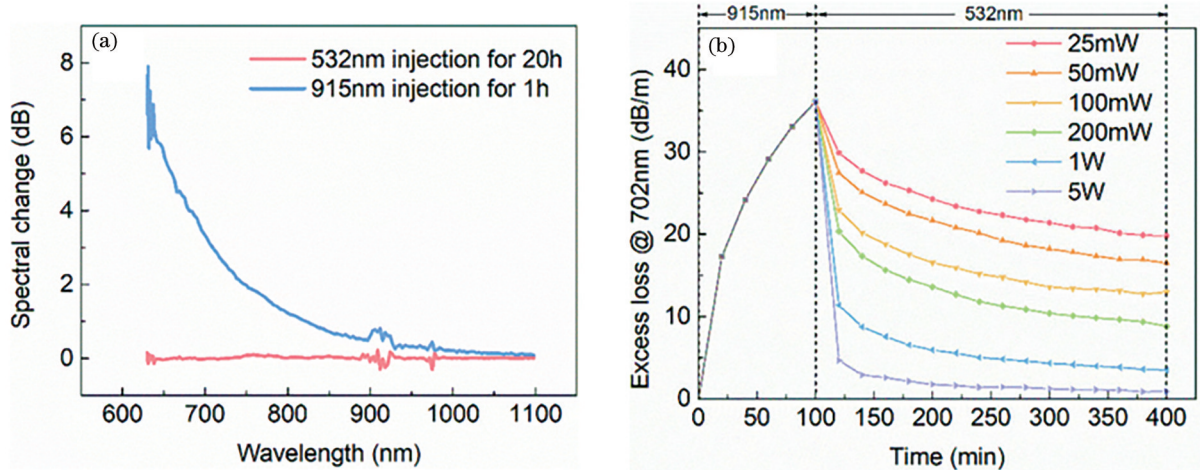 (a)
532nm injection for 20h
915nm injection for 1h
8
6
4
2
0
Spectral change (dB)
600 700 800 900 1000 1100
Wavelength (nm)
915nm 532nm
(b)
25mW
50mW
100mW
200mW
1W
5W
40
30
20
10
0
Excess loss @ 702nm (dB/m)
0 50 100 150 200 250 300 350 400
Time (min)